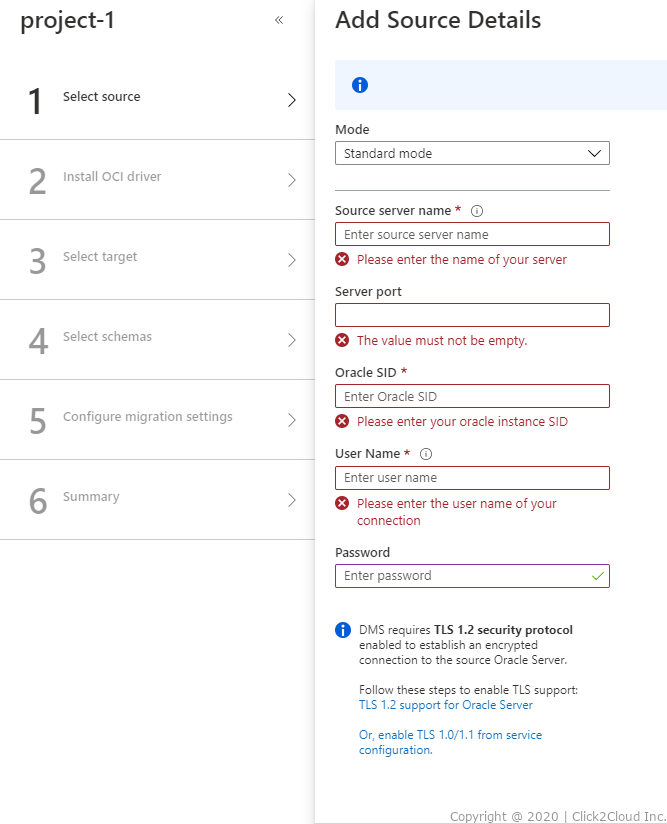 project-1
«
1 Select source
2 Install OCI driver
3 Select target
4 Select schemas
5 Configure migration settings
6 Summary
Add Source Details
Mode
Standard mode
Source server name *
Enter source server name
Please enter the name of your server
Server port
The value must not be empty.
Oracle SID *
Enter Oracle SID
Please enter your oracle instance SID
User Name *
Enter user name
Please enter the user name of your
connection
Password
Enter password
DMS requires TLS 1.2 security protocol
enabled to establish an encrypted
connection to the source Oracle Server.
Follow these steps to enable TLS support:
TLS 1.2 support for Oracle Server
Or, enable TLS 1.0/1.1 from service
configuration.
Copyright @ 2020 | Click2Cloud Inc.